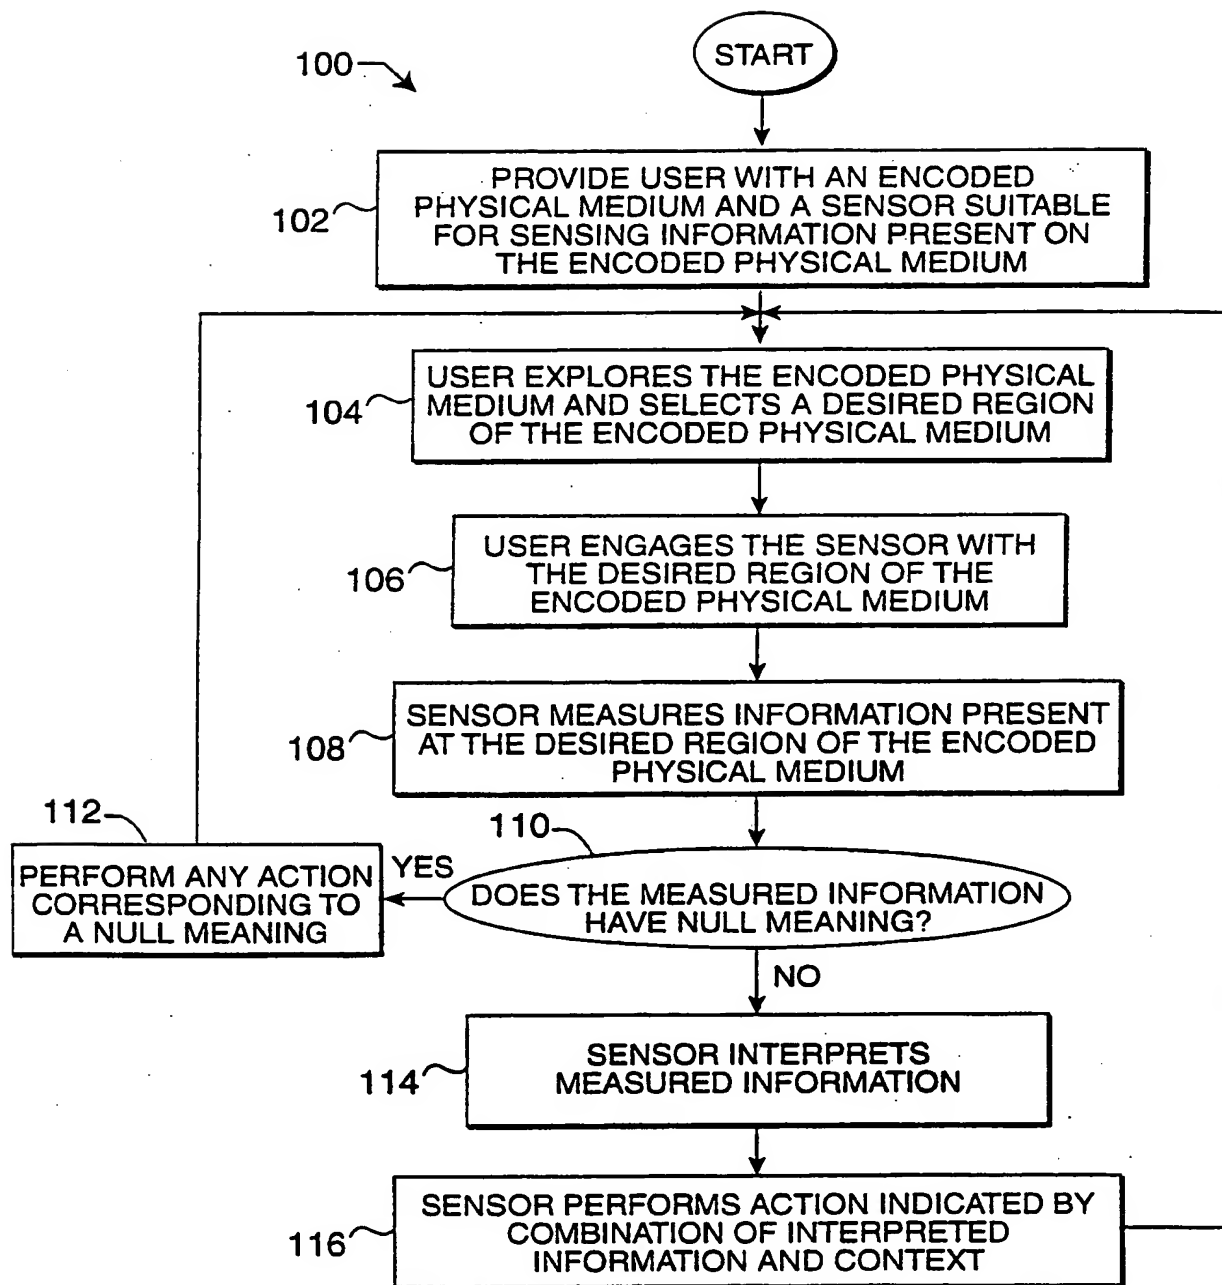 START
100
PROVIDE USER WITH AN ENCODED
PHYSICAL MEDIUM AND A SENSOR SUITABLE
FOR SENSING INFORMATION PRESENT ON
THE ENCODED PHYSICAL MEDIUM
102
USER EXPLORES THE ENCODED PHYSICAL
MEDIUM AND SELECTS A DESIRED REGION
OF THE ENCODED PHYSICAL MEDIUM
104
USER ENGAGES THE SENSOR WITH
THE DESIRED REGION OF THE
ENCODED PHYSICAL MEDIUM
106
SENSOR MEASURES INFORMATION PRESENT
AT THE DESIRED REGION OF THE ENCODED
PHYSICAL MEDIUM
108
112
110
PERFORM ANY ACTION
CORRESPONDING TO
A NULL MEANING
YES
DOES THE MEASURED INFORMATION
HAVE NULL MEANING?
NO
SENSOR INTERPRETS
MEASURED INFORMATION
114
SENSOR PERFORMS ACTION INDICATED BY
COMBINATION OF INTERPRETED
INFORMATION AND CONTEXT
116